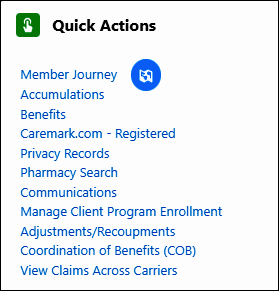 Quick Actions
Member Journey
Accumulations
Benefits
Caremark.com - Registered
Privacy Records
Pharmacy Search
Communications
Manage Client Program Enrollment
Adjustments/Recoupments
Coordination of Benefits (COB)
View Claims Across Carriers